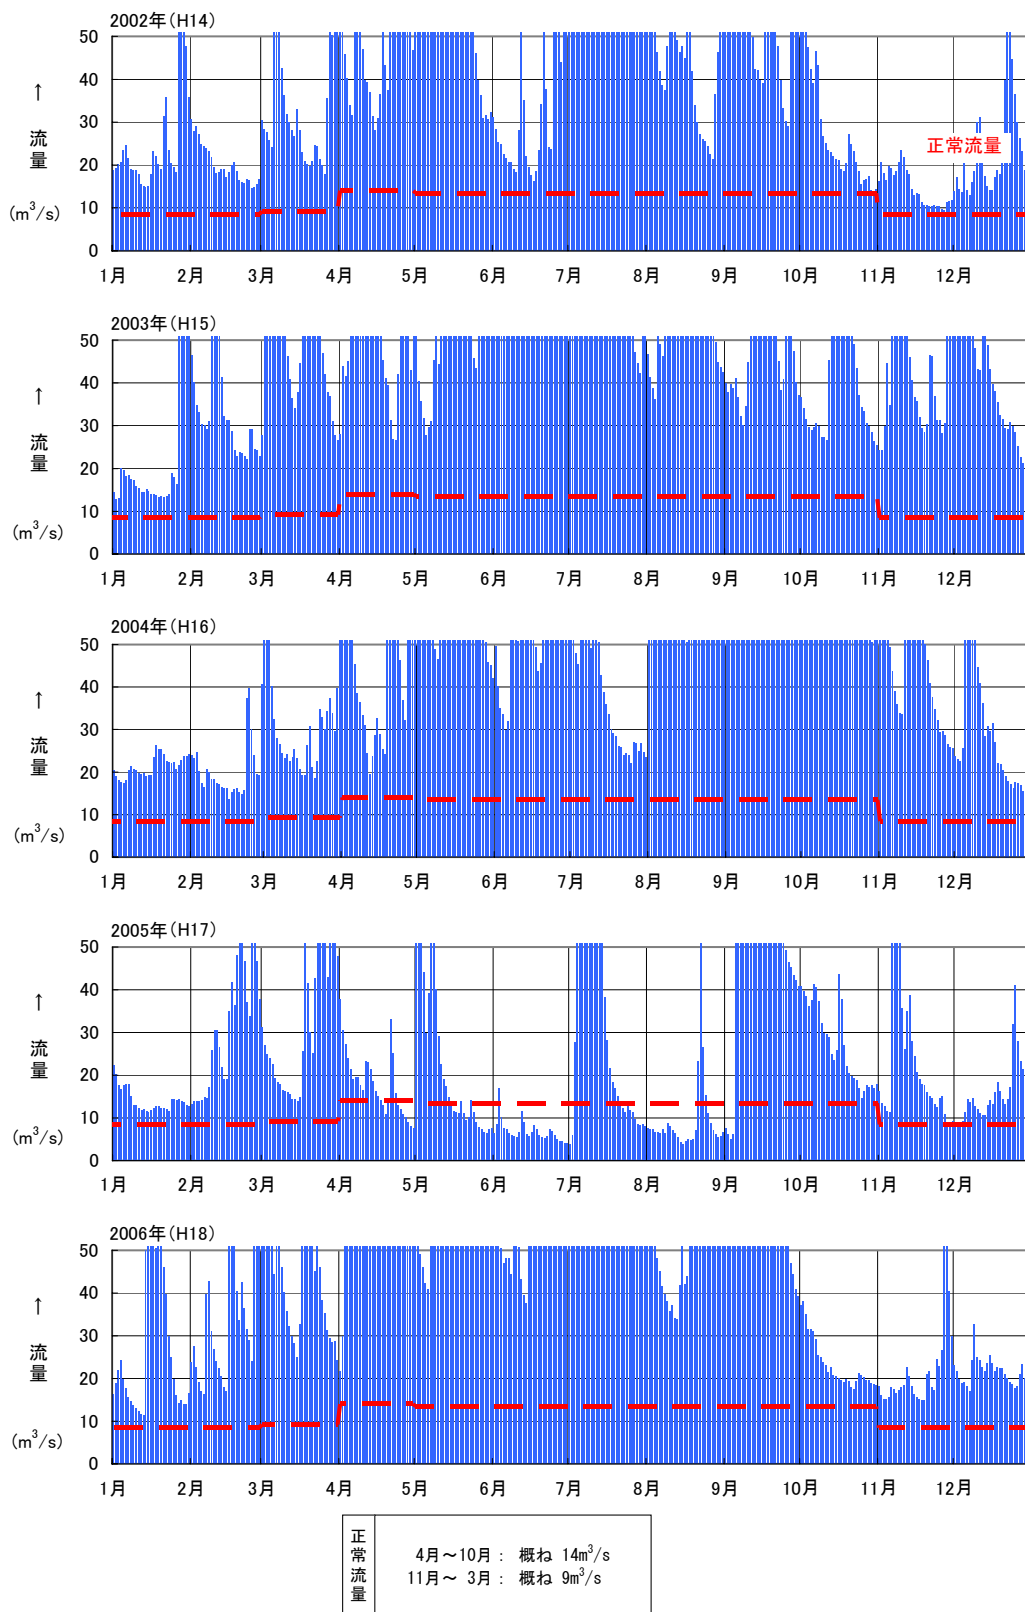 2002年(H14)
50
40
30
20
10
0
↑
流
量
(m³/s)
正常流量
1月 2月 3月 4月 5月 6月 7月 8月 9月 10月 11月 12月
2003年(H15)
50
40
30
20
10
0
↑
流
量
(m³/s)
1月 2月 3月 4月 5月 6月 7月 8月 9月 10月 11月 12月
2004年(H16)
50
40
30
20
10
0
↑
流
量
(m³/s)
1月 2月 3月 4月 5月 6月 7月 8月 9月 10月 11月 12月
2005年(H17)
50
40
30
20
10
0
↑
流
量
(m³/s)
1月 2月 3月 4月 5月 6月 7月 8月 9月 10月 11月 12月
2006年(H18)
50
40
30
20
10
0
↑
流
量
(m³/s)
1月 2月 3月 4月 5月 6月 7月 8月 9月 10月 11月 12月
正
常
流
量
4月～10月： 概ね 14m³/s
11月～ 3月： 概ね 9m³/s